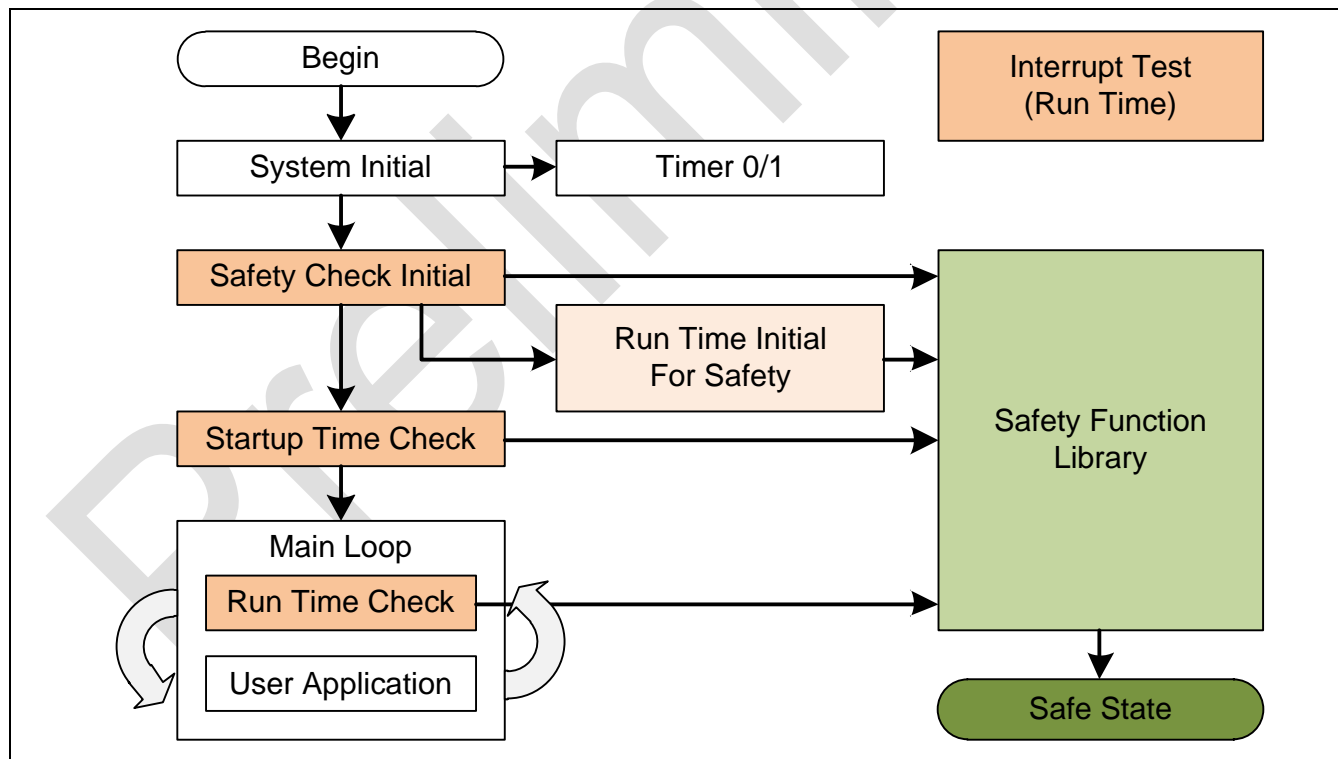 Begin
Interrupt Test
(Run Time)
System Initial
Timer 0/1
Safety Check Initial
Run Time Initial
For Safety
Startup Time Check
Safety Function
Library
Main Loop
Run Time Check
User Application
Safe State